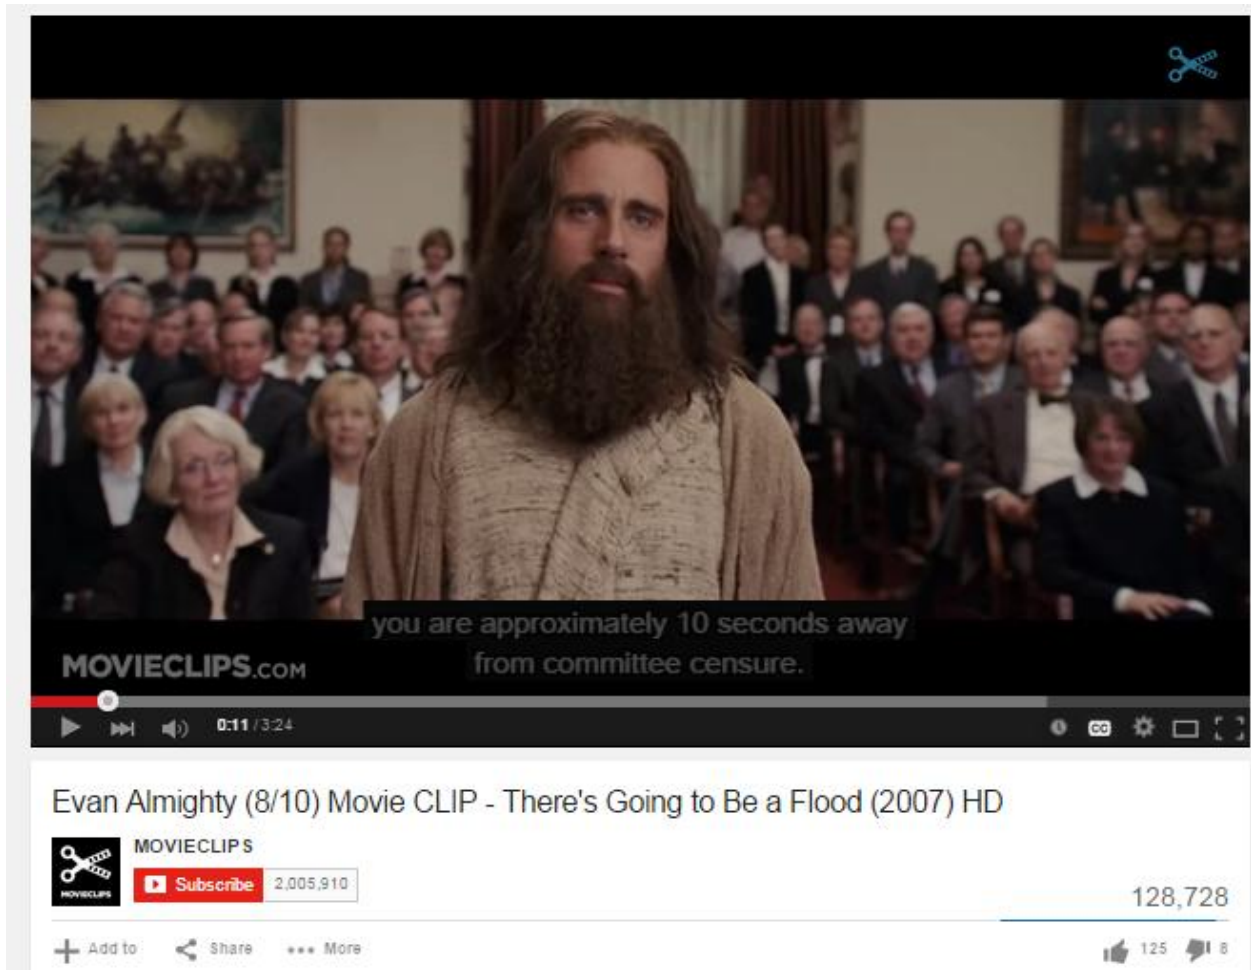 you are approximately 10 seconds away
from committee censure.
MOVIECLIPS.COM
0:11 / 3:24
CC
Evan Almighty (8/10) Movie CLIP - There's Going to Be a Flood (2007) HD
MOVIECLIPS
MOVIECLIPS
Subscribe 2,005,910
128,728
Add to Share More
125 8